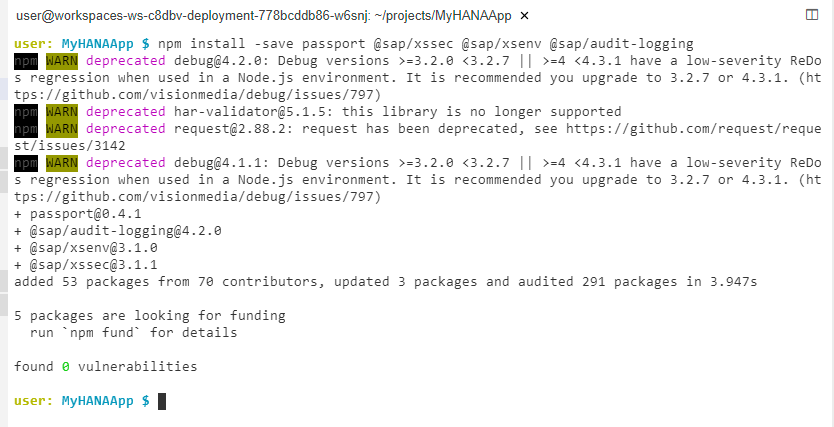 user@workspaces-ws-c8dbv-deployment-778bcddb86-w6snj: ~/projects/MyHANAApp ×
user: MyHANAApp $ npm install -save passport @sap/xssec @sap/xsenv @sap/audit-logging
npm WARN deprecated debug@4.2.0: Debug versions >=3.2.0 <3.2.7 || >=4 <4.3.1 have a low-severity ReDo
s regression when used in a Node.js environment. It is recommended you upgrade to 3.2.7 or 4.3.1. (ht
tps://github.com/visionmedia/debug/issues/797)
npm WARN deprecated har-validator@5.1.5: this library is no longer supported
npm WARN deprecated request@2.88.2: request has been deprecated, see https://github.com/request/reque
st/issues/3142
npm WARN deprecated debug@4.1.1: Debug versions >=3.2.0 <3.2.7 || >=4 <4.3.1 have a low-severity ReDo
s regression when used in a Node.js environment. It is recommended you upgrade to 3.2.7 or 4.3.1. (ht
tps://github.com/visionmedia/debug/issues/797)
+ passport@0.4.1
+ @sap/audit-logging@4.2.0
+ @sap/xsenv@3.1.0
+ @sap/xssec@3.1.1
added 53 packages from 70 contributors, updated 3 packages and audited 291 packages in 3.947s
5 packages are looking for funding
run `npm fund` for details
found 0 vulnerabilities
user: MyHANAApp $